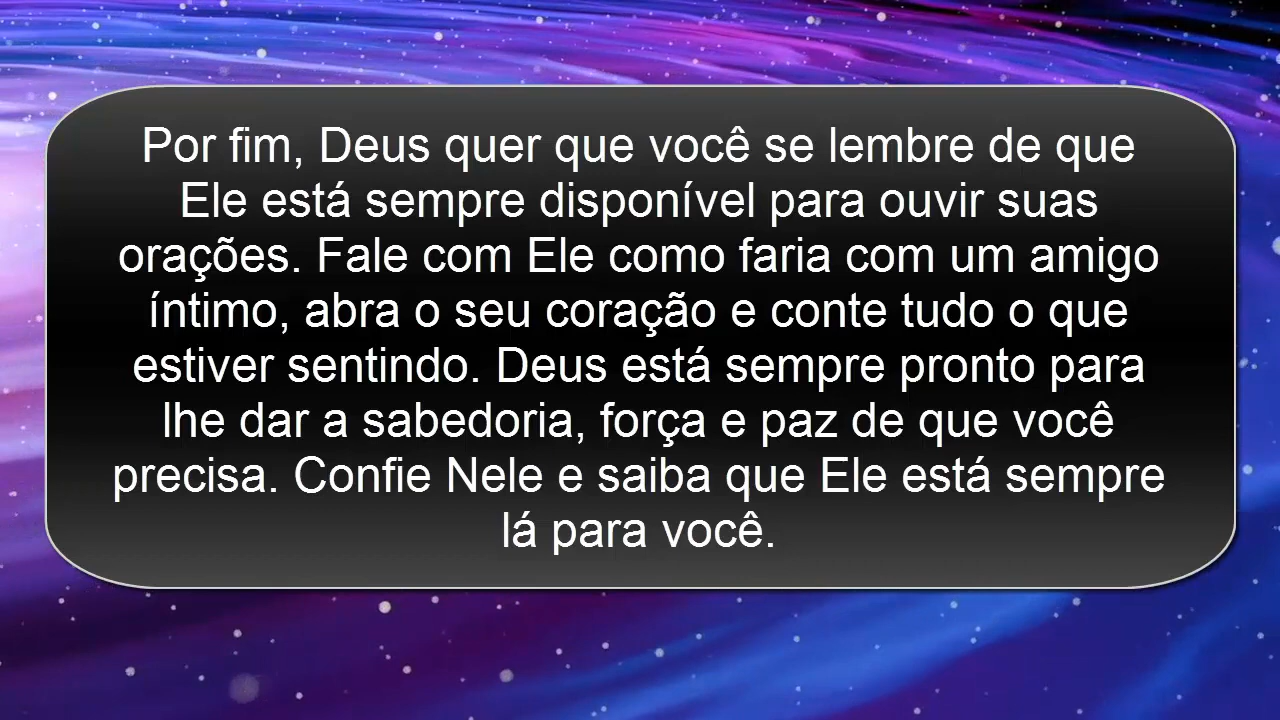 Por fim, Deus quer que você se lembre de que
Ele está sempre disponível para ouvir suas
orações. Fale com Ele como faria com um amigo
íntimo, abra o seu coração e conte tudo o que
estiver sentindo. Deus está sempre pronto para
lhe dar a sabedoria, força e paz de que você
precisa. Confie Nele e saiba que Ele está sempre
lá para você.